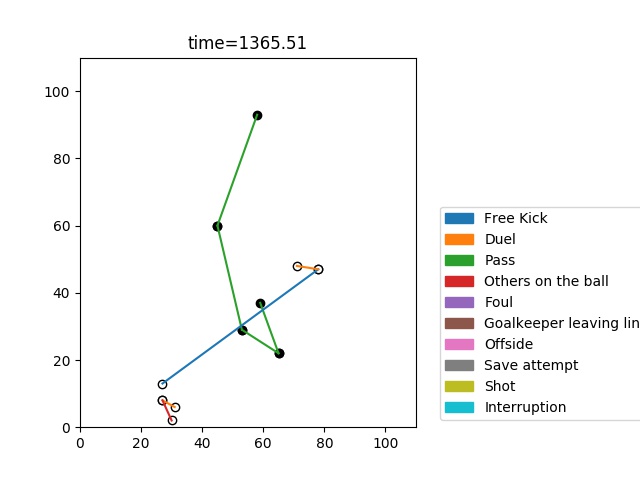 time=1365.51
100
80
60
40
20
0
0 20 40 60 80 100
Free Kick
Duel
Pass
Others on the ball
Foul
Goalkeeper leaving lin
Offside
Save attempt
Shot
Interruption